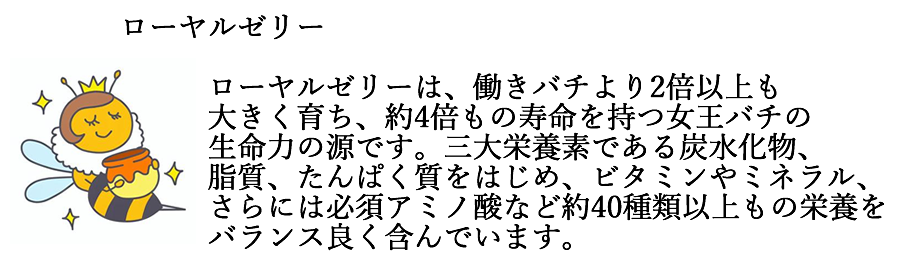 ローヤルゼリー
ローヤルゼリーは、働きバチより2倍以上も
大きく育ち、約4倍もの寿命を持つ女王バチの
生命力の源です。三大栄養素である炭水化物、
脂質、たんぱく質をはじめ、ビタミンやミネラル、
さらには必須アミノ酸など約40種類以上もの栄養を
バランス良く含んでいます。